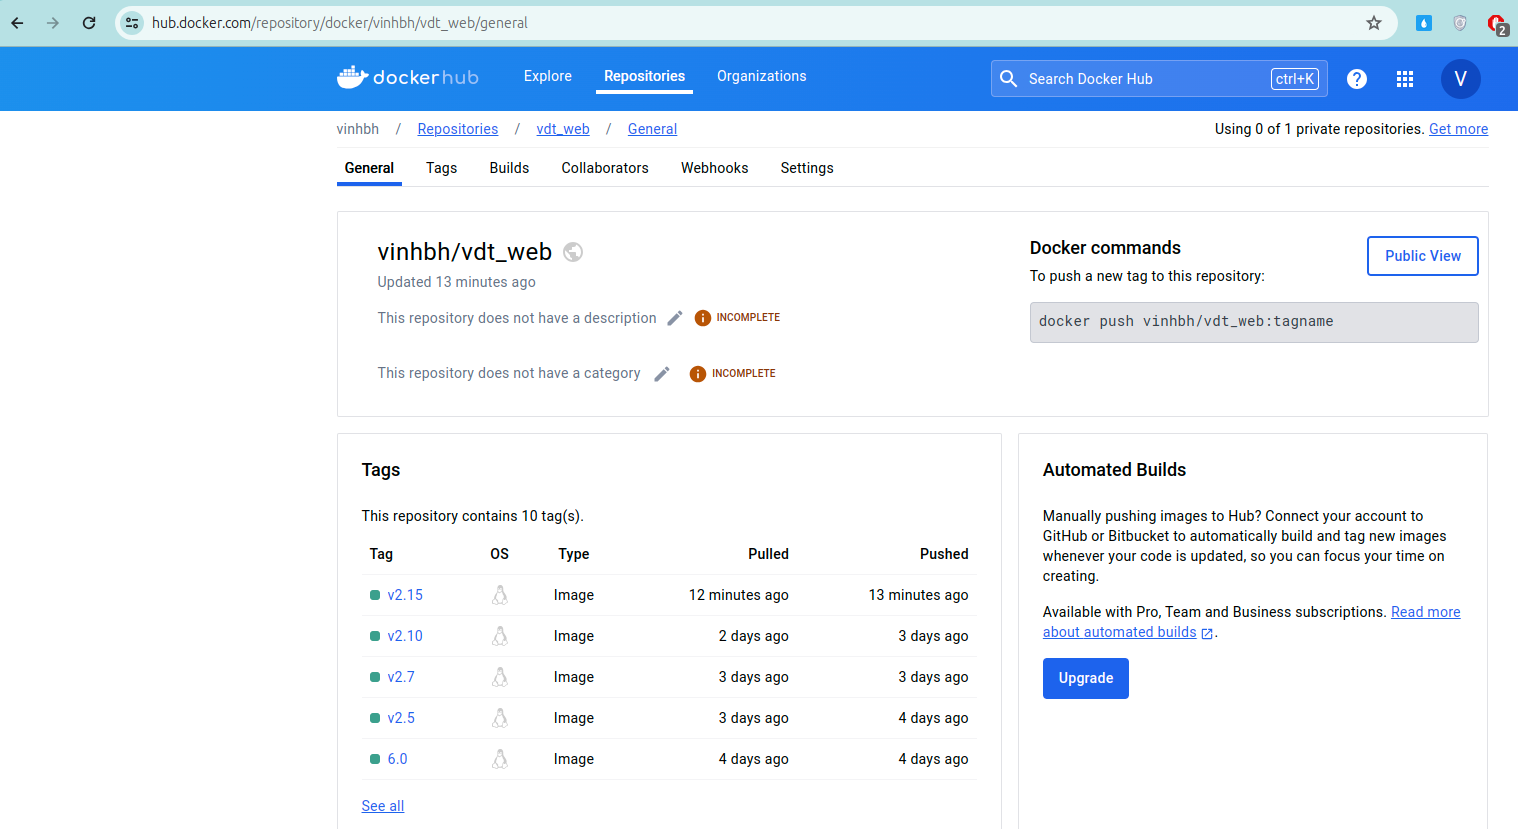 hub.docker.com/repository/docker/vinhbh/vdt_web/general
2
dockerhub
Explore
Repositories
Organizations
Search Docker Hub
ctrl+K
?
V
vinhbh / Repositories / vdt_web / General
Using 0 of 1 private repositories. Get more
General
Tags
Builds
Collaborators
Webhooks
Settings
vinhbh/vdt_web
Updated 13 minutes ago
This repository does not have a description
INCOMPLETE
This repository does not have a category
INCOMPLETE
Docker commands
Public View
To push a new tag to this repository:
docker push vinhbh/vdt_web:tagname
Tags
This repository contains 10 tag(s).
Tag OS Type Pulled Pushed
v2.15 Image 12 minutes ago 13 minutes ago
v2.10 Image 2 days ago 3 days ago
v2.7 Image 3 days ago 3 days ago
v2.5 Image 3 days ago 4 days ago
6.0 Image 4 days ago 4 days ago
See all
Automated Builds
Manually pushing images to Hub? Connect your account to
GitHub or Bitbucket to automatically build and tag new images
whenever your code is updated, so you can focus your time on
creating.
Available with Pro, Team and Business subscriptions. Read more
about automated builds .
Upgrade